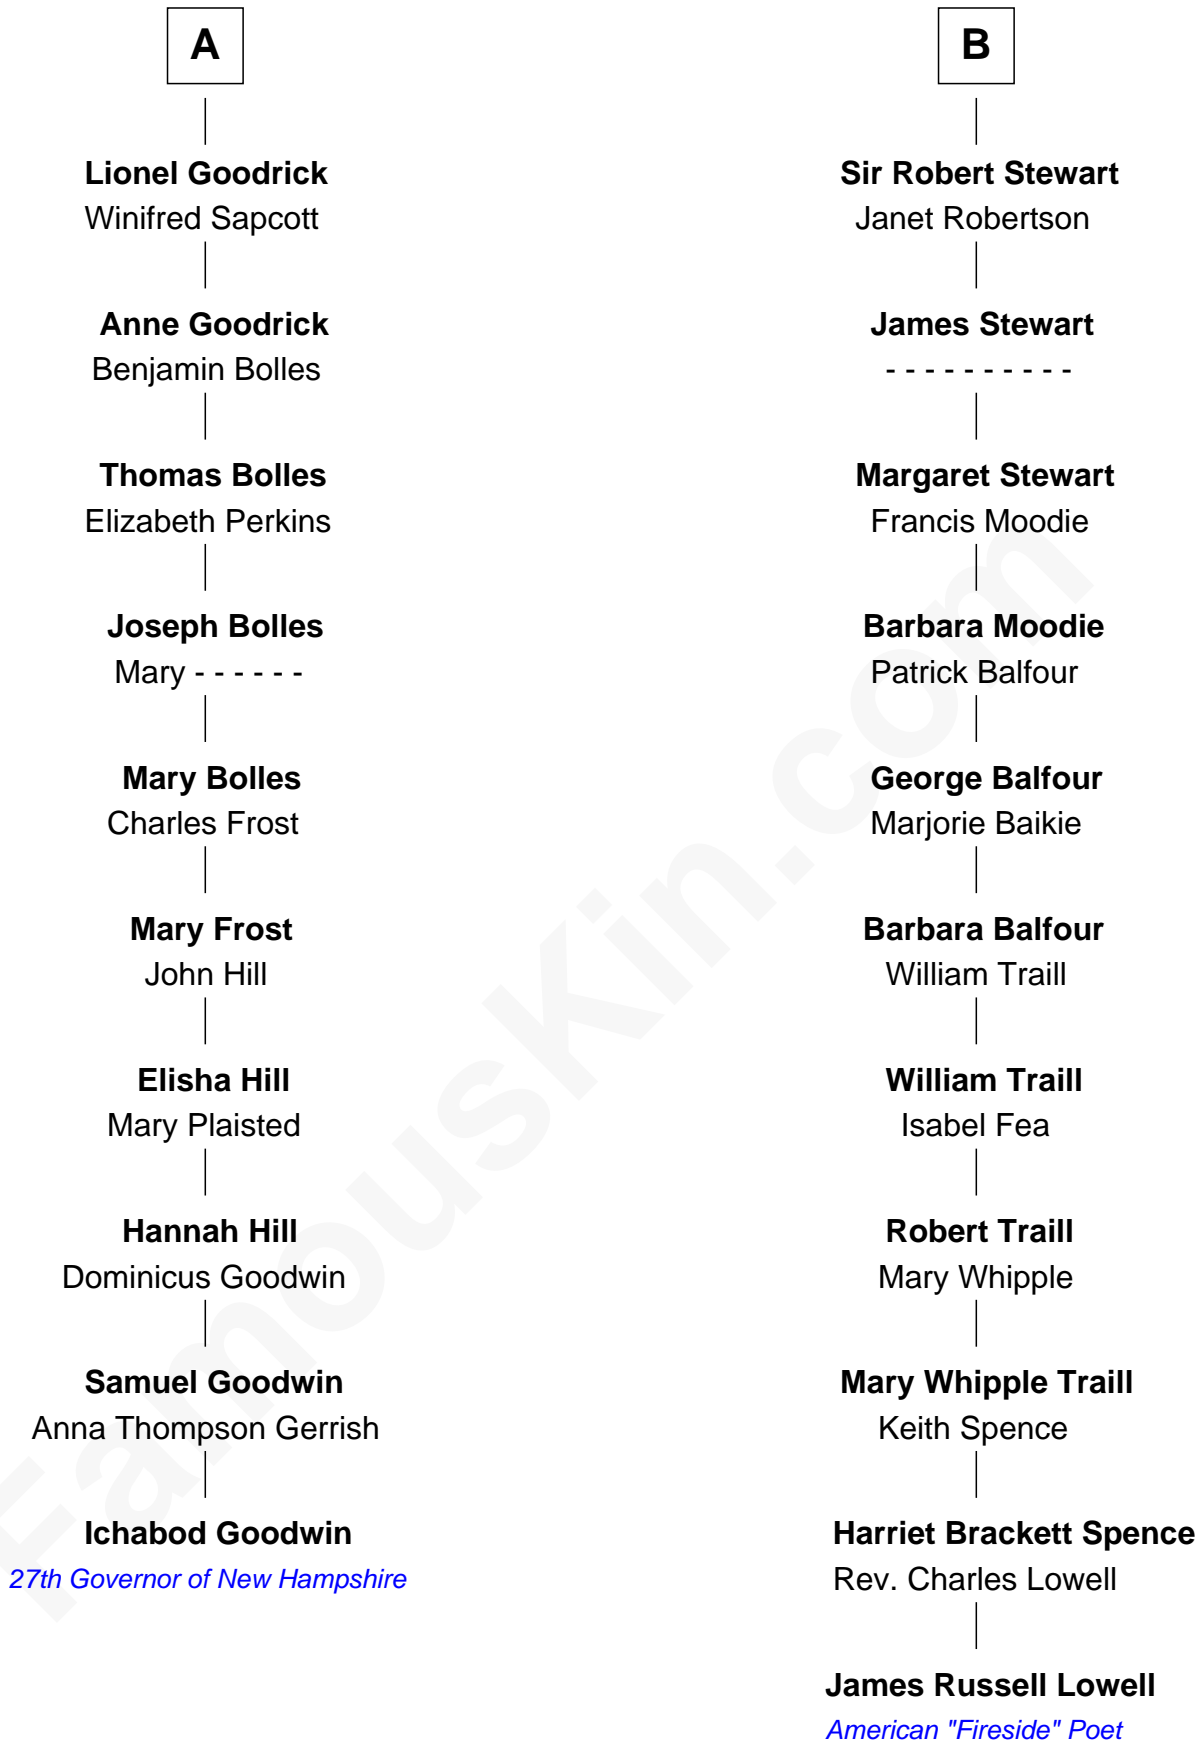 A
Lionel Goodrick
Winifred Sapcott
Anne Goodrick
Benjamin Bolles
Thomas Bolles
Elizabeth Perkins
Joseph Bolles
Mary - - - - - -
Mary Bolles
Charles Frost
Mary Frost
John Hill
Elisha Hill
Mary Plaisted
Hannah Hill
Dominicus Goodwin
Samuel Goodwin
Anna Thompson Gerrish
Ichabod Goodwin
27th Governor of New Hampshire
B
Sir Robert Stewart
Janet Robertson
James Stewart
- - - - - - - - - -
Margaret Stewart
Francis Moodie
Barbara Moodie
Patrick Balfour
George Balfour
Marjorie Baikie
Barbara Balfour
William Traill
William Traill
Isabel Fea
Robert Traill
Mary Whipple
Mary Whipple Traill
Keith Spence
Harriet Brackett Spence
Rev. Charles Lowell
James Russell Lowell
American "Fireside" Poet
FamousKin.com